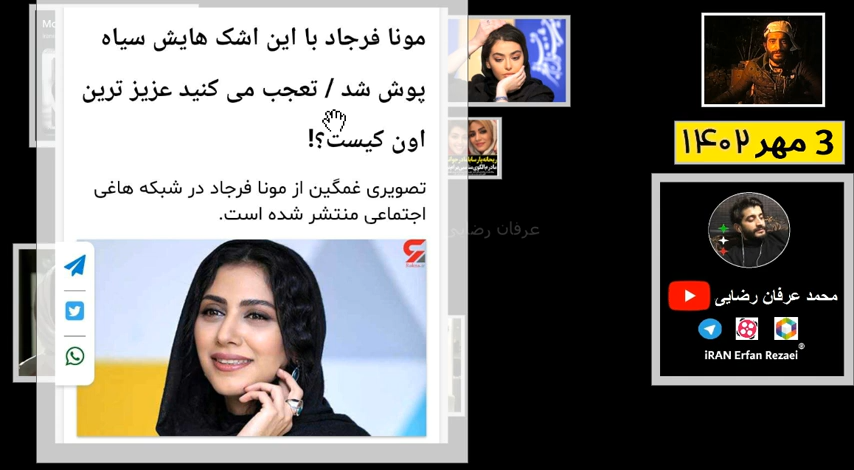 مونا فرجاد با این اشک هایش سیاه
پوش شد / تعجب می کنید عزیز ترین
اون کیست؟!
تصویری غمگین از مونا فرجاد در شبکه هاغی
اجتماعی منتشر شده است.
عرفان رضایی
3 مهر ۱۴۰۲
محمد عرفان رضایی
iRAN Erfan Rezaei®